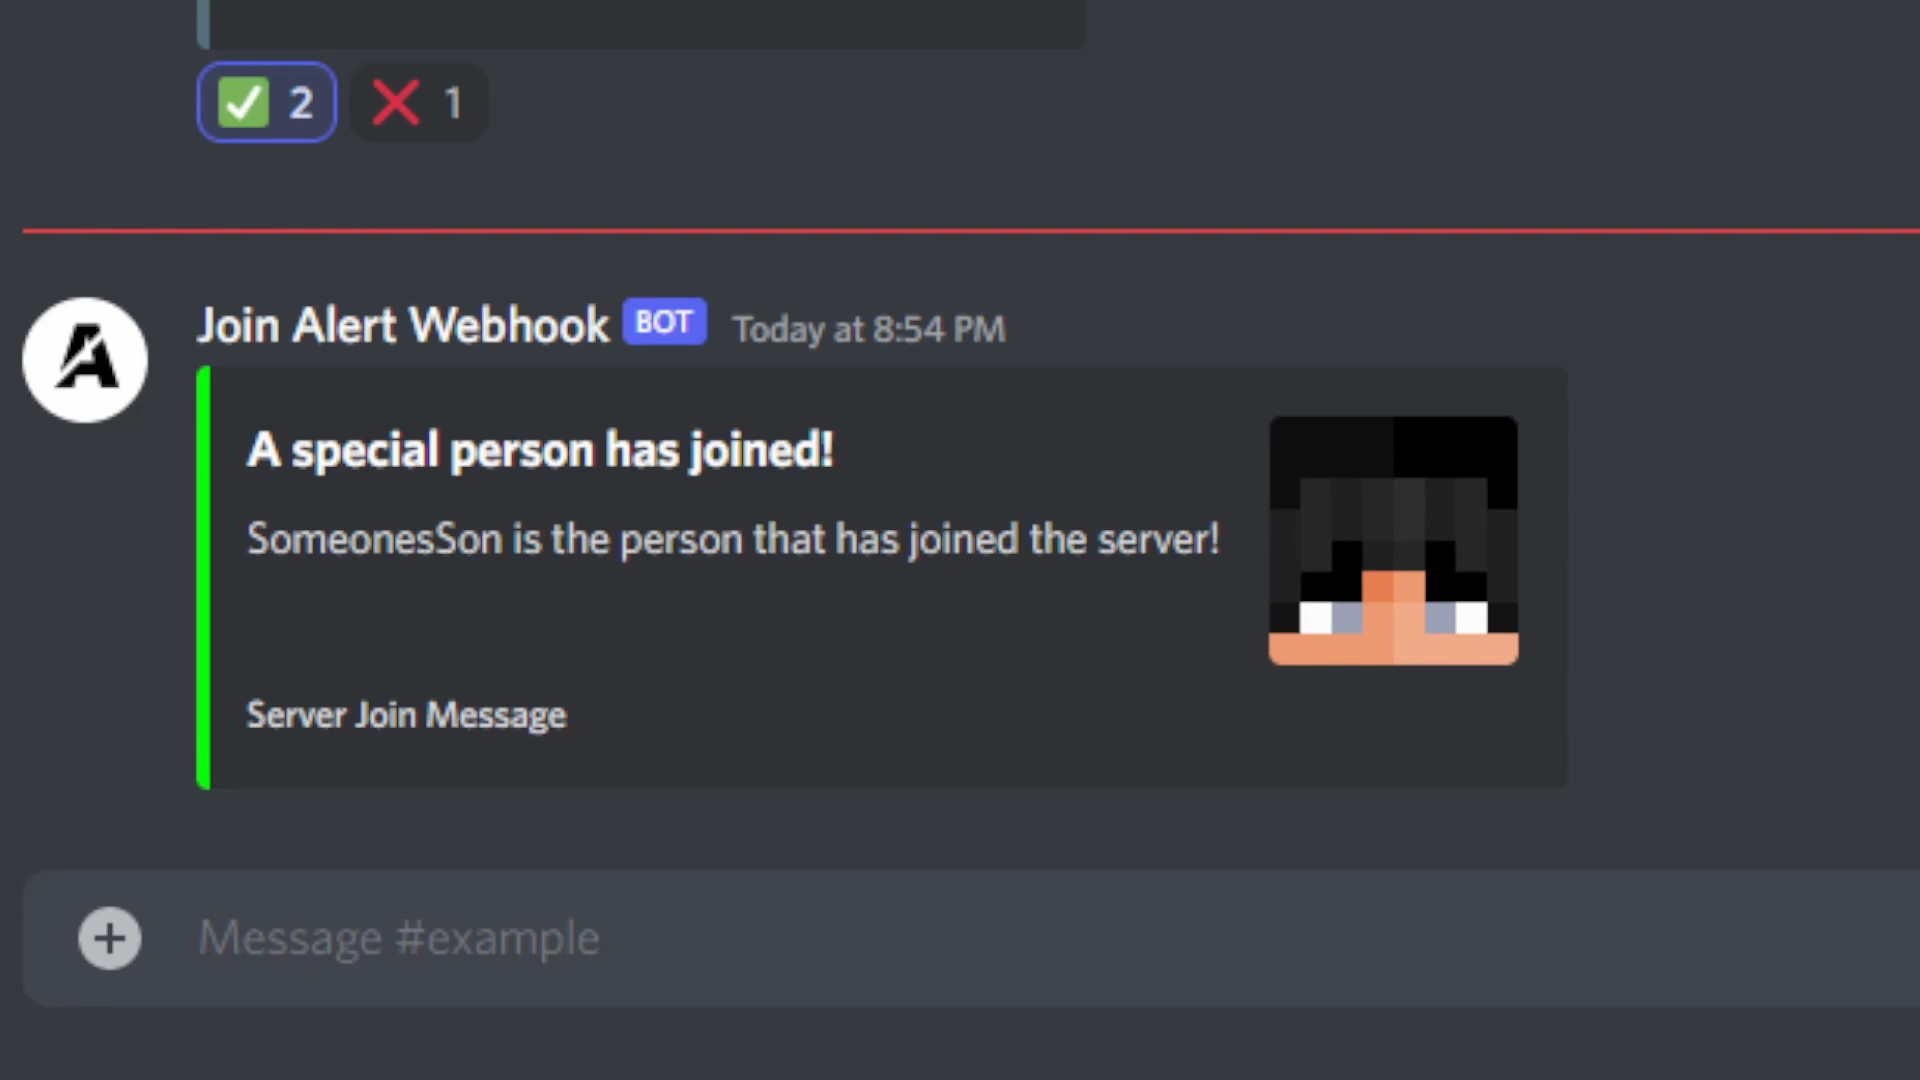 2 1
Join Alert Webhook BOT Today at 8:54 PM
A special person has joined!
SomeonesSon is the person that has joined the server!
Server Join Message
Message #example